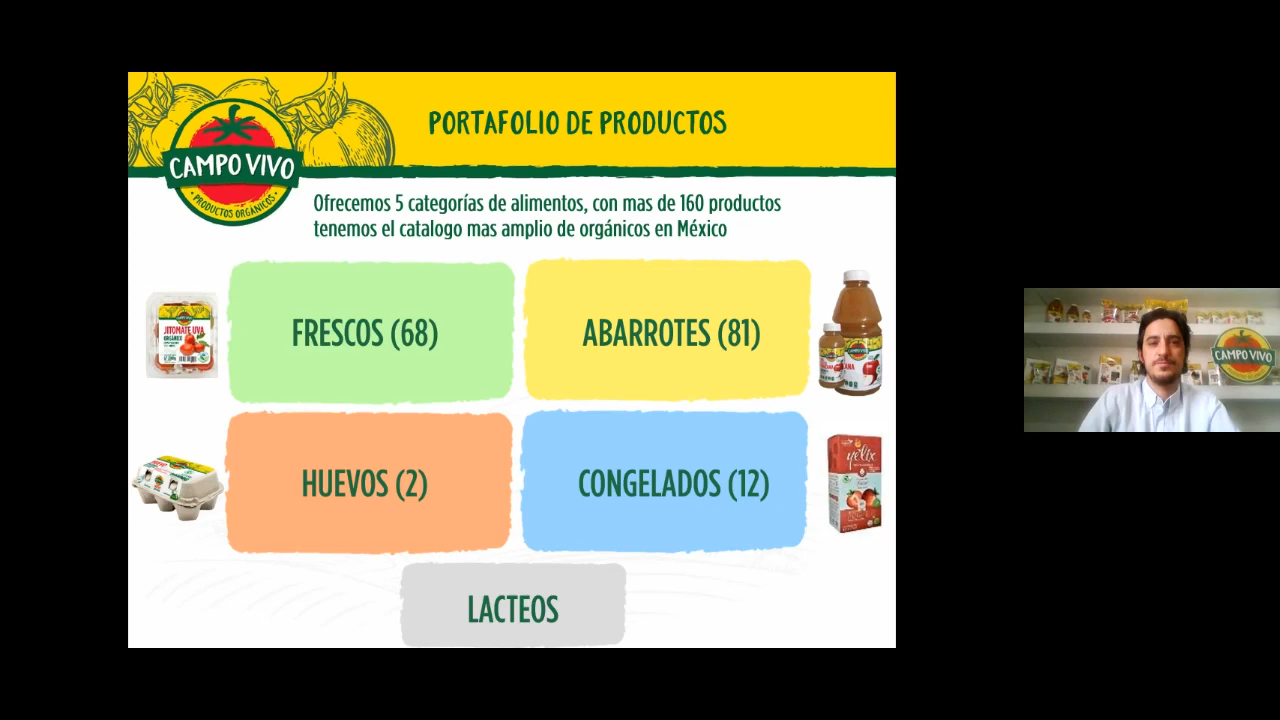 PORTAFOLIO DE PRODUCTOS
CAMPO VIVO
PRODUCTOS ORGÁNICOS
Ofrecemos 5 categorías de alimentos, con mas de 160 productos
tenemos el catalogo mas amplio de orgánicos en México
FRESCOS (68)
ABARROTES (81)
JITOMATE UVA
ORGÁNICO
HUEVOS (2)
CONGELADOS (12)
yelix
LACTEOS
CAMPO VIVO